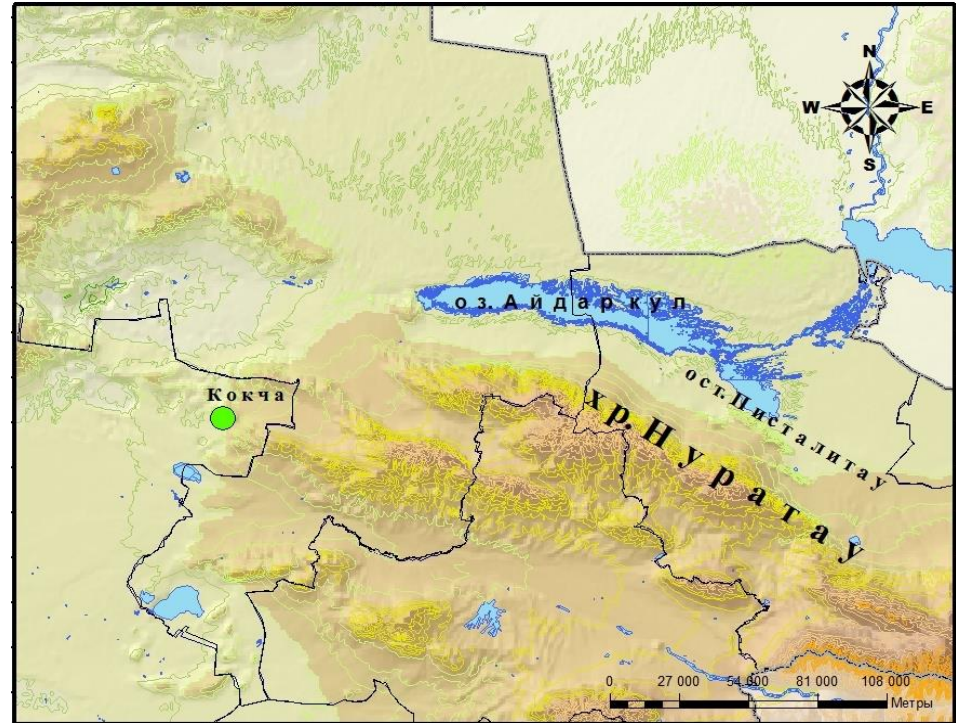 N
W E
S
оз. Айдаркул
Кокча
ост. Писталитау
хр. Нуратау
0 27 000 54 000 81 000 108 000
Метры